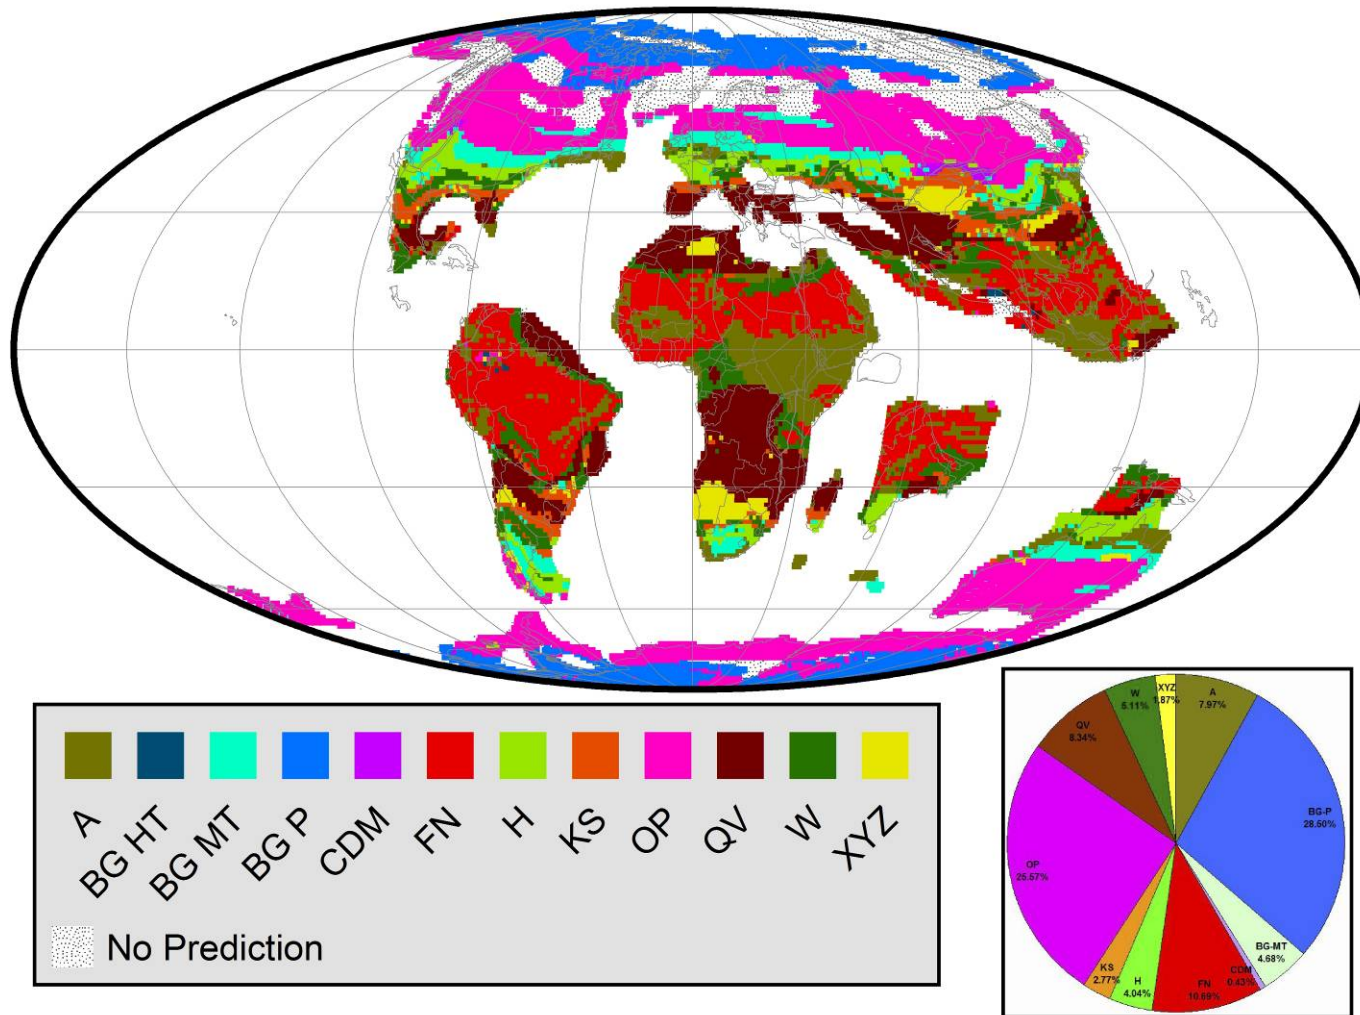 A
BG HT
BG MT
BG P
CDM
FN
H
KS
OP
QV
W
XYZ
No Prediction
XYZ
1.87%
A
7.97%
BG-P
28.50%
BG-MT
4.68%
CDM
0.43%
FN
10.69%
H
4.04%
KS
2.77%
OP
25.57%
QV
8.34%
W
5.11%